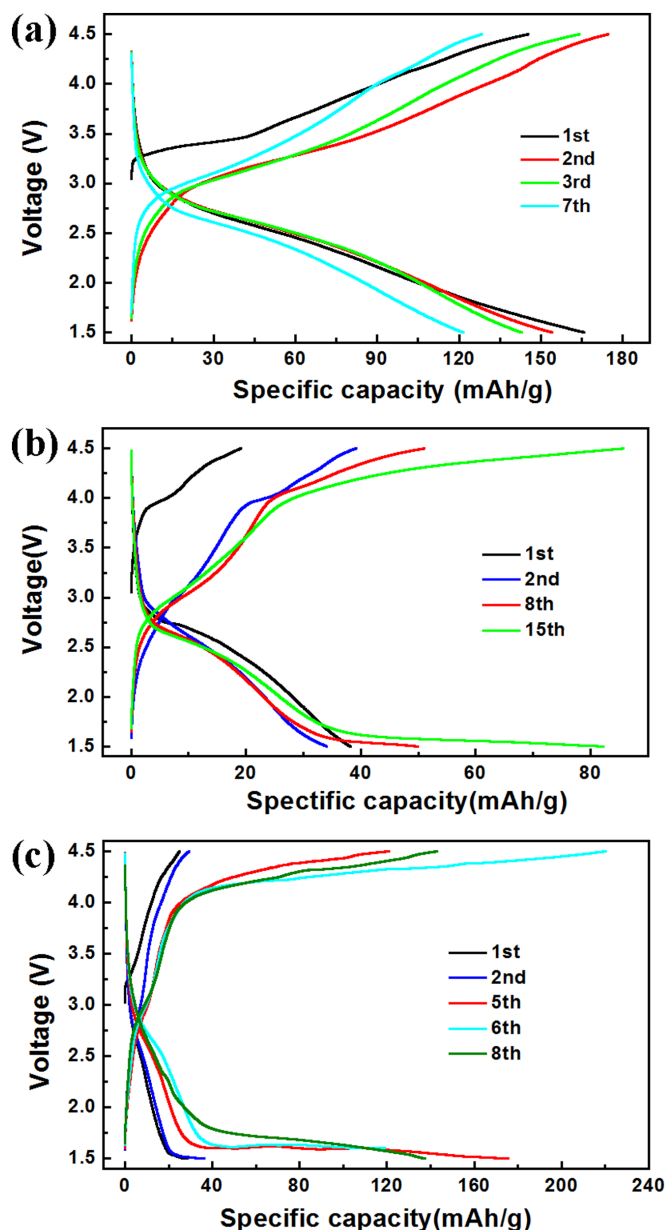 (a)
4.5
4.0
3.5
3.0
2.5
2.0
1.5
Voltage (V)
1st
2nd
3rd
7th
0 30 60 90 120 150 180
Specific capacity (mAh/g)
(b)
4.5
4.0
3.5
3.0
2.5
2.0
1.5
Voltage(V)
1st
2nd
8th
15th
0 20 40 60 80
Spectific capacity(mAh/g)
(c)
4.5
4.0
3.5
3.0
2.5
2.0
1.5
Voltage (V)
1st
2nd
5th
6th
8th
0 40 80 120 160 200 240
Specific capacity(mAh/g)